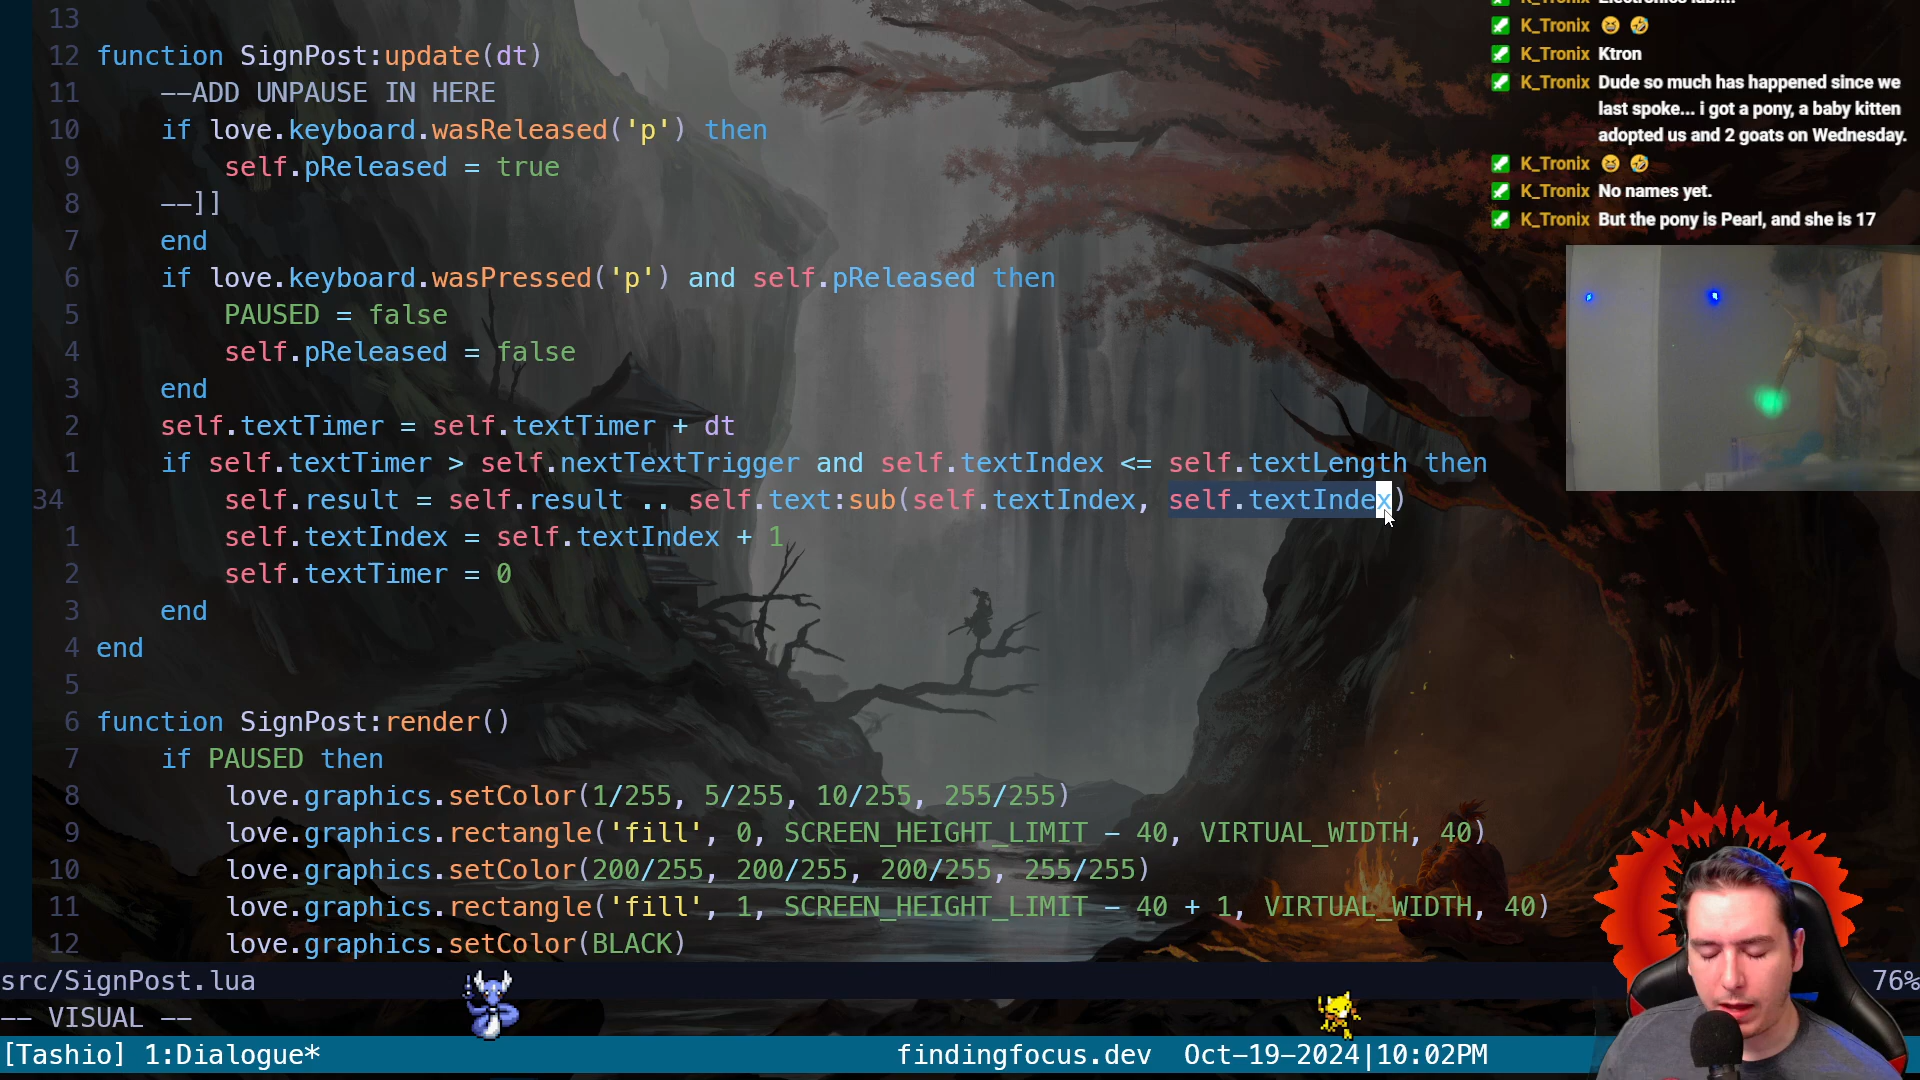 13
12 function SignPost:update(dt)
11 --ADD UNPAUSE IN HERE
10 if love.keyboard.wasReleased('p') then
9 self.pReleased = true
8 --]]
7 end
6 if love.keyboard.wasPressed('p') and self.pReleased then
5 PAUSED = false
4 self.pReleased = false
3 end
2 self.textTimer = self.textTimer + dt
1 if self.textTimer > self.nextTextTrigger and self.textIndex <= self.textLength then
34 self.result = self.result .. self.text:sub(self.textIndex, self.textIndex)
1 self.textIndex = self.textIndex + 1
2 self.textTimer = 0
3 end
4 end
5
6 function SignPost:render()
7 if PAUSED then
8 love.graphics.setColor(1/255, 5/255, 10/255, 255/255)
9 love.graphics.rectangle('fill', 0, SCREEN_HEIGHT_LIMIT - 40, VIRTUAL_WIDTH, 40)
10 love.graphics.setColor(200/255, 200/255, 200/255, 255/255)
11 love.graphics.rectangle('fill', 1, SCREEN_HEIGHT_LIMIT - 40 + 1, VIRTUAL_WIDTH, 40)
12 love.graphics.setColor(BLACK)
src/SignPost.lua 76%
-- VISUAL --
[Tashio] 1:Dialogue* findingfocus.dev Oct-19-2024|10:02PM
K_Tronix 😆 🤣
K_Tronix Ktron
K_Tronix Dude so much has happened since we
last spoke... i got a pony, a baby kitten
adopted us and 2 goats on Wednesday.
K_Tronix 😆 🤣
K_Tronix No names yet.
K_Tronix But the pony is Pearl, and she is 17